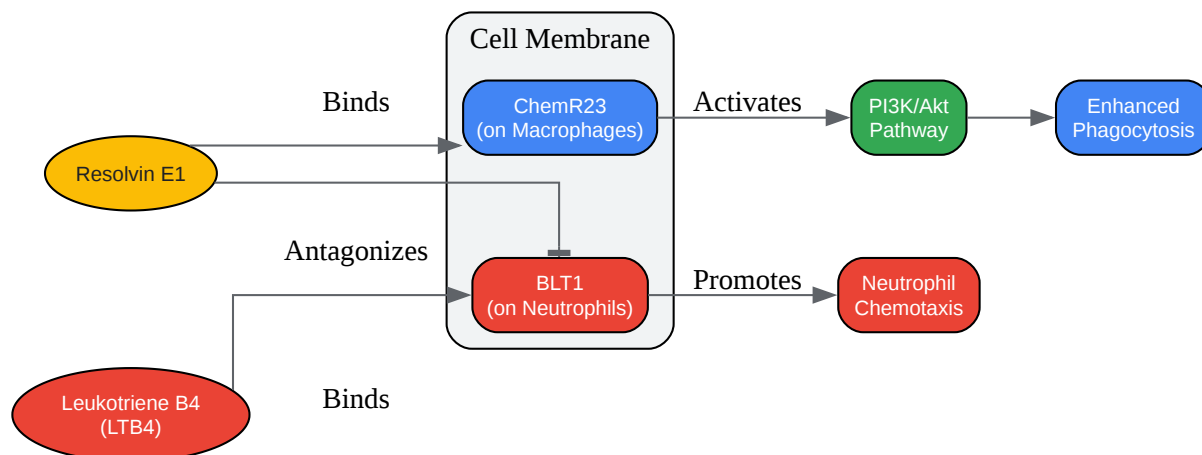 Cell Membrane
Binds
ChemR23
(on Macrophages)
Activates
PI3K/Akt
Pathway
Enhanced
Phagocytosis
Resolvin E1
Antagonizes
BLT1
(on Neutrophils)
Promotes
Neutrophil
Chemotaxis
Leukotriene B4
(LTB4)
Binds